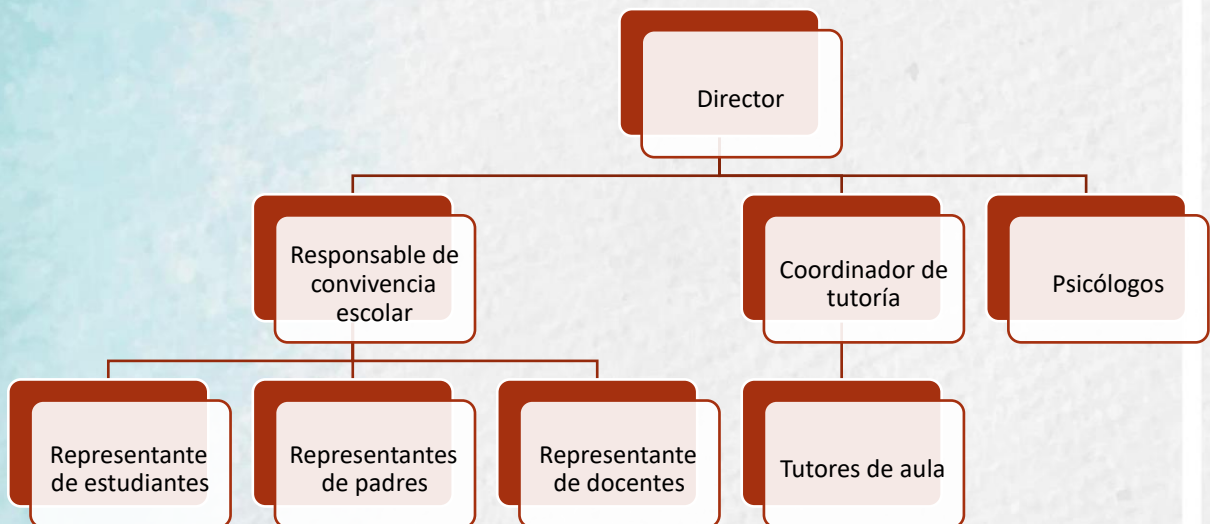 Director
Responsable de
convivencia
escolar
Coordinador de
tutoría
Psicólogos
Representante
de estudiantes
Representantes
de padres
Representante
de docentes
Tutores de aula